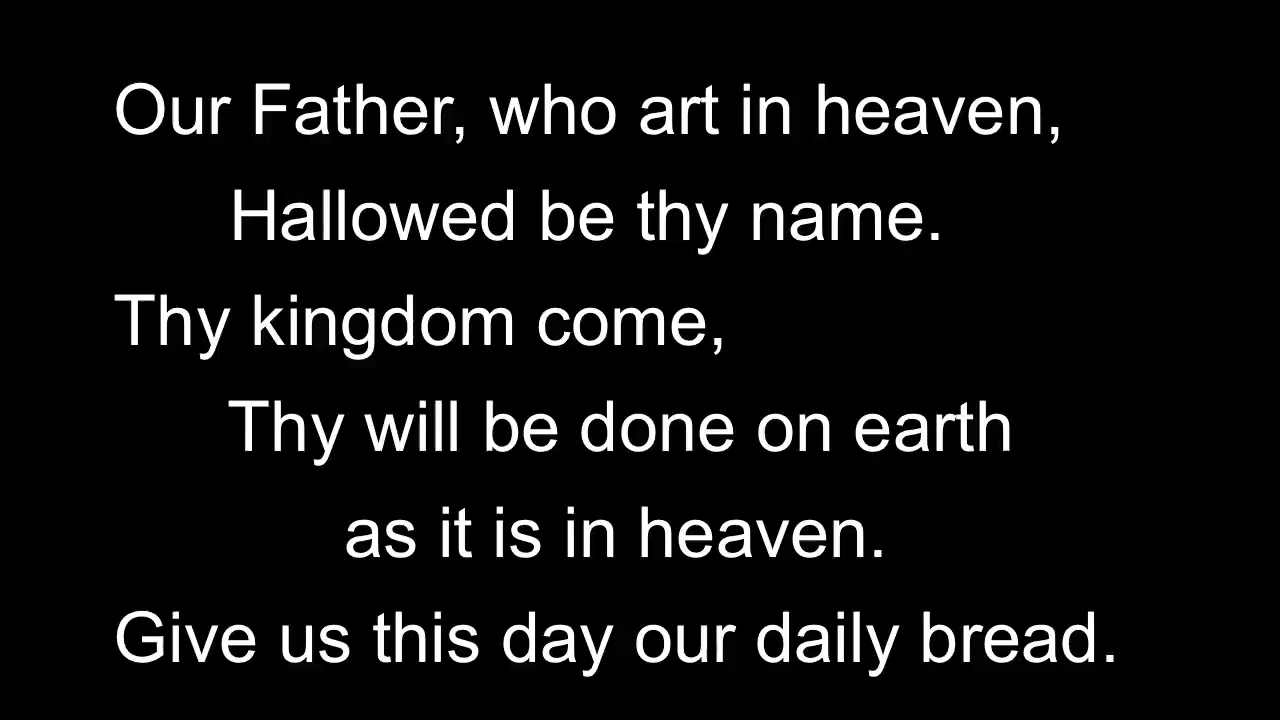 Our Father, who art in heaven,
Hallowed be thy name.
Thy kingdom come,
Thy will be done on earth
as it is in heaven.
Give us this day our daily bread.